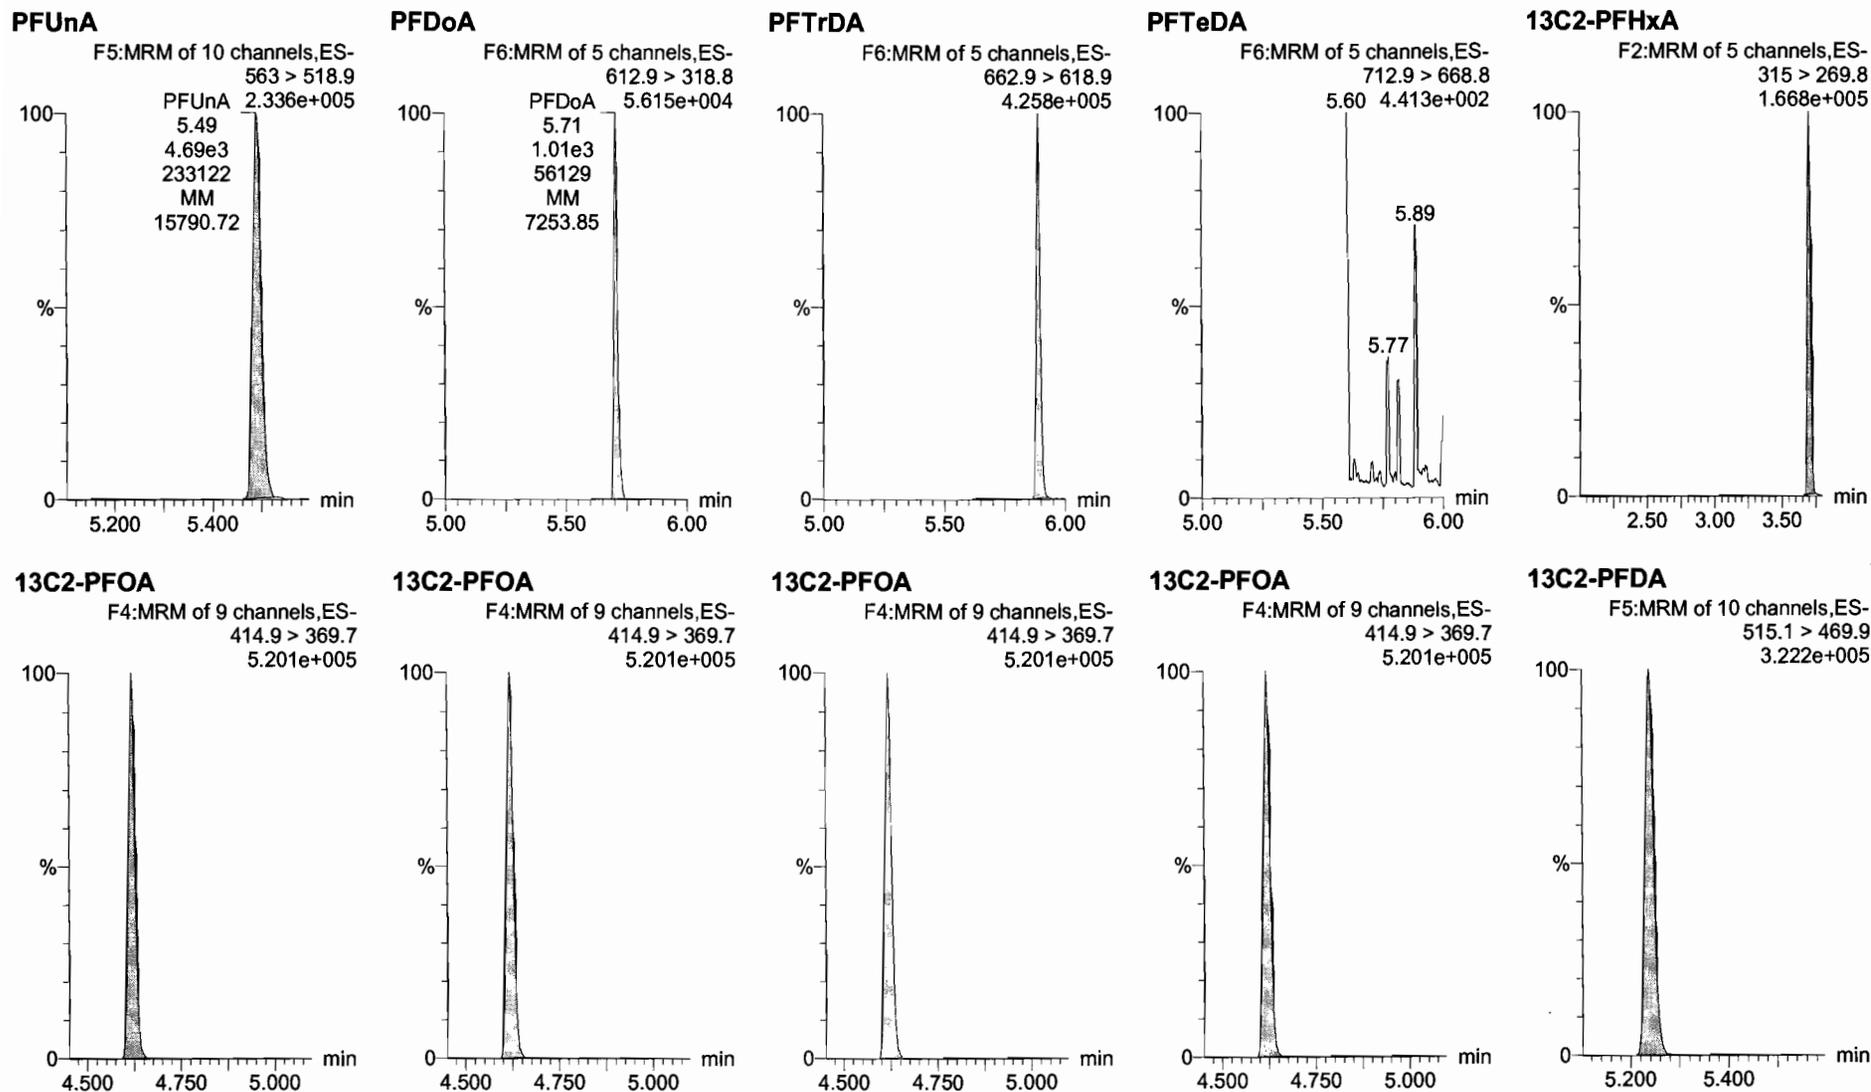 PFUnA
F5:MRM of 10 channels,ES-
563 > 518.9
PFUnA 2.336e+005
5.49
4.69e3
233122
MM
15790.72
100
%
0
5.200 5.400 min
PFDoA
F6:MRM of 5 channels,ES-
612.9 > 318.8
PFDoA 5.615e+004
5.71
1.01e3
56129
MM
7253.85
100
%
0
5.00 5.50 6.00 min
PFTrDA
F6:MRM of 5 channels,ES-
662.9 > 618.9
4.258e+005
100
%
0
5.00 5.50 6.00 min
PFTeDA
F6:MRM of 5 channels,ES-
712.9 > 668.8
5.60 4.413e+002
100
5.89
5.77
%
0
5.00 5.50 6.00 min
13C2-PFHxA
F2:MRM of 5 channels,ES-
315 > 269.8
1.668e+005
100
%
0
2.50 3.00 3.50 min
13C2-PFOA
F4:MRM of 9 channels,ES-
414.9 > 369.7
5.201e+005
100
%
0
4.500 4.750 5.000 min
13C2-PFOA
F4:MRM of 9 channels,ES-
414.9 > 369.7
5.201e+005
100
%
0
4.500 4.750 5.000 min
13C2-PFOA
F4:MRM of 9 channels,ES-
414.9 > 369.7
5.201e+005
100
%
0
4.500 4.750 5.000 min
13C2-PFOA
F4:MRM of 9 channels,ES-
414.9 > 369.7
5.201e+005
100
%
0
4.500 4.750 5.000 min
13C2-PFDA
F5:MRM of 10 channels,ES-
515.1 > 469.9
3.222e+005
100
%
0
5.200 5.400 min